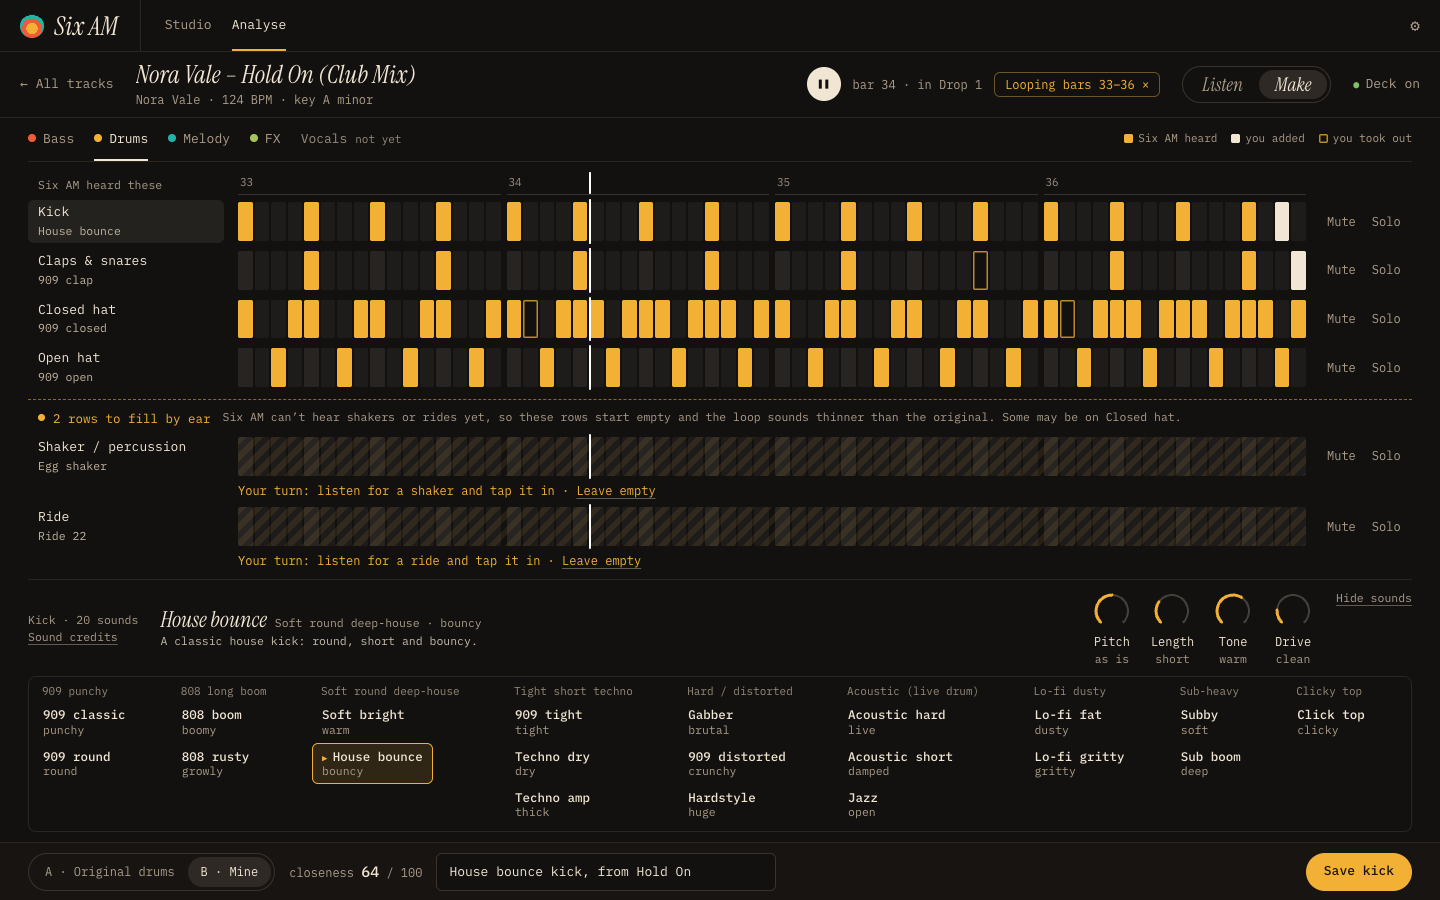 Six AM
Studio Analyse
← All tracks
Nora Vale – Hold On (Club Mix)
Nora Vale · 124 BPM · key A minor
bar 34 · in Drop 1
Looping bars 33–36 ×
Listen Make
Deck on
Bass Drums Melody FX Vocals not yet
Six AM heard you added you took out
Six AM heard these
33 34 35 36
Kick
House bounce
Mute Solo
Claps & snares
909 clap
Mute Solo
Closed hat
909 closed
Mute Solo
Open hat
909 open
Mute Solo
2 rows to fill by ear
Six AM can’t hear shakers or rides yet, so these rows start empty and the loop sounds thinner than the original. Some may be on Closed hat.
Shaker / percussion
Egg shaker
Mute Solo
Your turn: listen for a shaker and tap it in · Leave empty
Ride
Ride 22
Mute Solo
Your turn: listen for a ride and tap it in · Leave empty
Kick · 20 sounds
Sound credits
House bounce Soft round deep-house · bouncy
A classic house kick: round, short and bouncy.
Pitch Length Tone Drive
as is short warm clean
Hide sounds
909 punchy
909 classic
punchy
909 round
round
808 long boom
808 boom
boomy
808 rusty
growly
Soft round deep-house
Soft bright
warm
▸ House bounce
bouncy
Tight short techno
909 tight
tight
Techno dry
dry
Techno amp
thick
Hard / distorted
Gabber
brutal
909 distorted
crunchy
Hardstyle
huge
Acoustic (live drum)
Acoustic hard
live
Acoustic short
damped
Jazz
open
Lo-fi dusty
Lo-fi fat
dusty
Lo-fi gritty
gritty
Sub-heavy
Subby
soft
Sub boom
deep
Clicky top
Click top
clicky
A · Original drums B · Mine
closeness 64 / 100
House bounce kick, from Hold On
Save kick